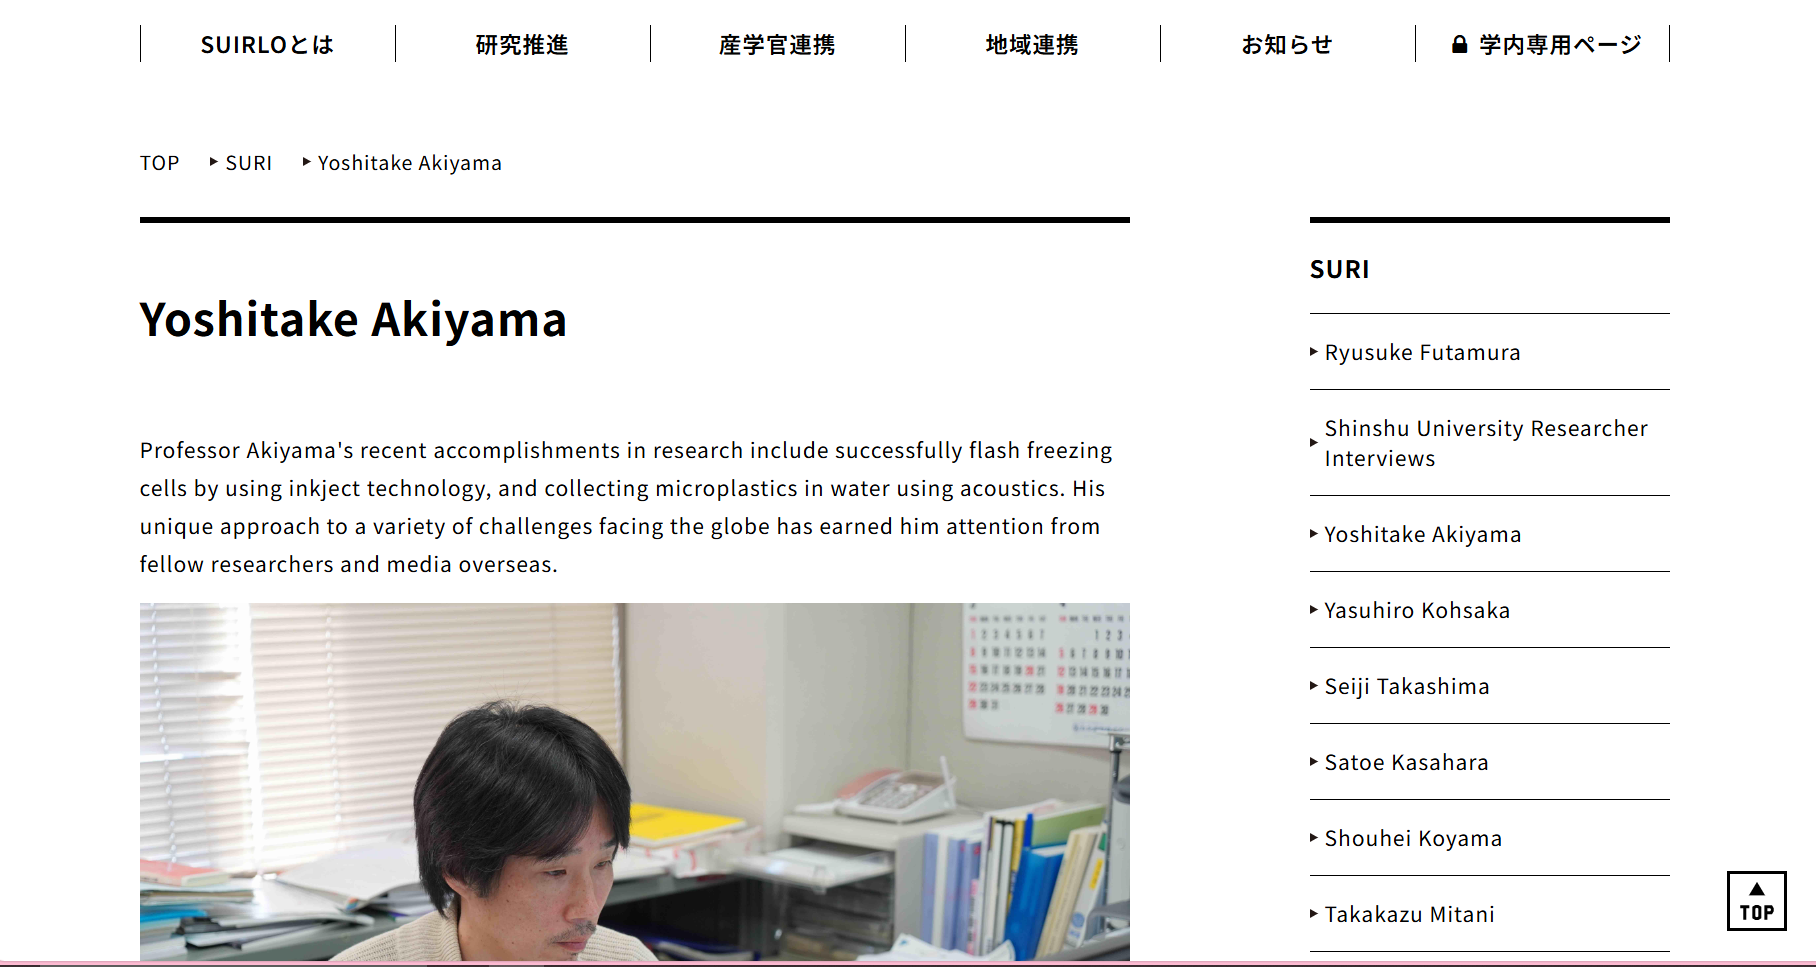 SUIRLOとは
研究推進
産学官連携
地域連携
お知らせ
学内専用ページ
TOP
SURI
Yoshitake Akiyama
Yoshitake Akiyama
Professor Akiyama's recent accomplishments in research include successfully flash freezing
cells by using inkject technology, and collecting microplastics in water using acoustics. His
unique approach to a variety of challenges facing the globe has earned him attention from
fellow researchers and media overseas.
SURI
Ryusuke Futamura
Shinshu University Researcher
Interviews
Yoshitake Akiyama
Yasuhiro Kohsaka
Seiji Takashima
Satoe Kasahara
Shouhei Koyama
Takakazu Mitani
TOP